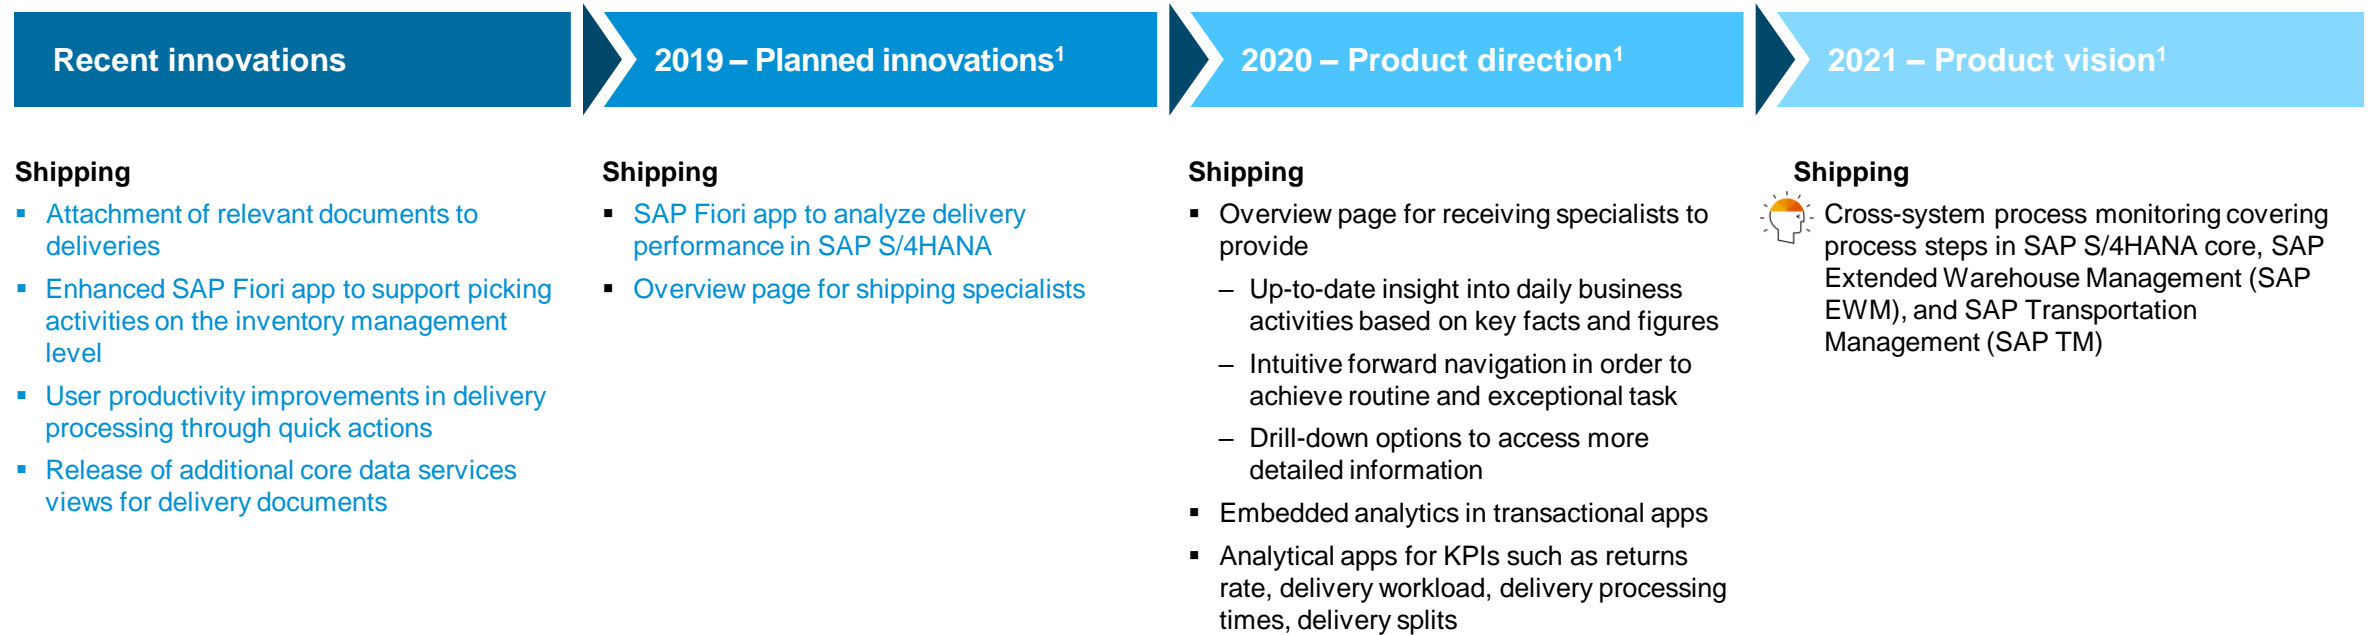 Recent innovations
2019 – Planned innovations¹
2020 – Product direction¹
2021 – Product vision¹
Shipping
▪ Attachment of relevant documents to
deliveries
▪ Enhanced SAP Fiori app to support picking
activities on the inventory management
level
▪ User productivity improvements in delivery
processing through quick actions
▪ Release of additional core data services
views for delivery documents
Shipping
▪ SAP Fiori app to analyze delivery
performance in SAP S/4HANA
▪ Overview page for shipping specialists
Shipping
▪ Overview page for receiving specialists to
provide
– Up-to-date insight into daily business
activities based on key facts and figures
– Intuitive forward navigation in order to
achieve routine and exceptional task
– Drill-down options to access more
detailed information
▪ Embedded analytics in transactional apps
▪ Analytical apps for KPIs such as returns
rate, delivery workload, delivery processing
times, delivery splits
Shipping
Cross-system process monitoring covering
process steps in SAP S/4HANA core, SAP
Extended Warehouse Management (SAP
EWM), and SAP Transportation
Management (SAP TM)